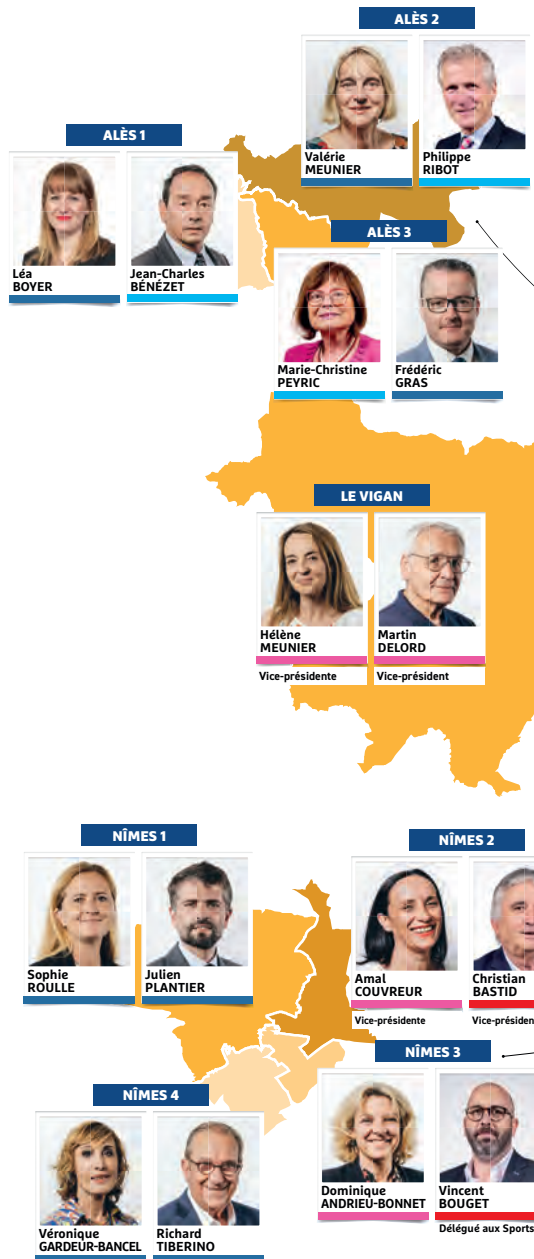 ALÈS 2
Valérie
MEUNIER
Philippe
RIBOT
ALÈS 1
Léa
BOYER
Jean-Charles
BÉNÉZET
ALÈS 3
Marie-Christine
PEYRIC
Frédéric
GRAS
LE VIGAN
Hélène
MEUNIER
Vice-présidente
Martin
DELORD
Vice-président
NÎMES 1
Sophie
ROULLE
Julien
PLANTIER
NÎMES 2
Amal
COUVREUR
Vice-présidente
Christian
BASTID
Vice-présiden
NÎMES 3
Dominique
ANDRIEU-BONNET
Vincent
BOUGET
Délégué aux Sports
NÎMES 4
Véronique
GARDEUR-BANCEL
Richard
TIBERINO